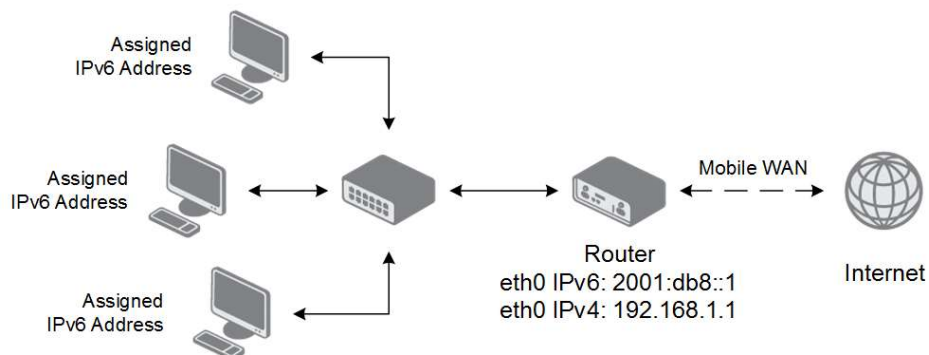 Assigned
IPv6 Address
Assigned
IPv6 Address
Assigned
IPv6 Address
Mobile WAN
Router
eth0 IPv6: 2001:db8::1
eth0 IPv4: 192.168.1.1
Internet